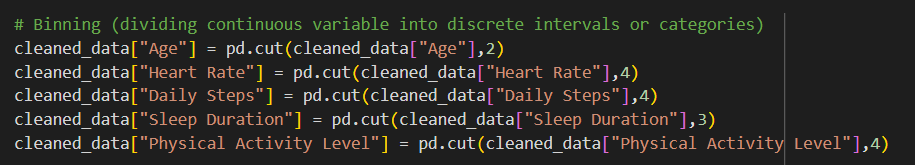 # Binning (dividing continuous variable into discrete intervals or categories)
cleaned_data["Age"] = pd.cut(cleaned_data["Age"],2)
cleaned_data["Heart Rate"] = pd.cut(cleaned_data["Heart Rate"],4)
cleaned_data["Daily Steps"] = pd.cut(cleaned_data["Daily Steps"],4)
cleaned_data["Sleep Duration"] = pd.cut(cleaned_data["Sleep Duration"],3)
cleaned_data["Physical Activity Level"] = pd.cut(cleaned_data["Physical Activity Level"],4)